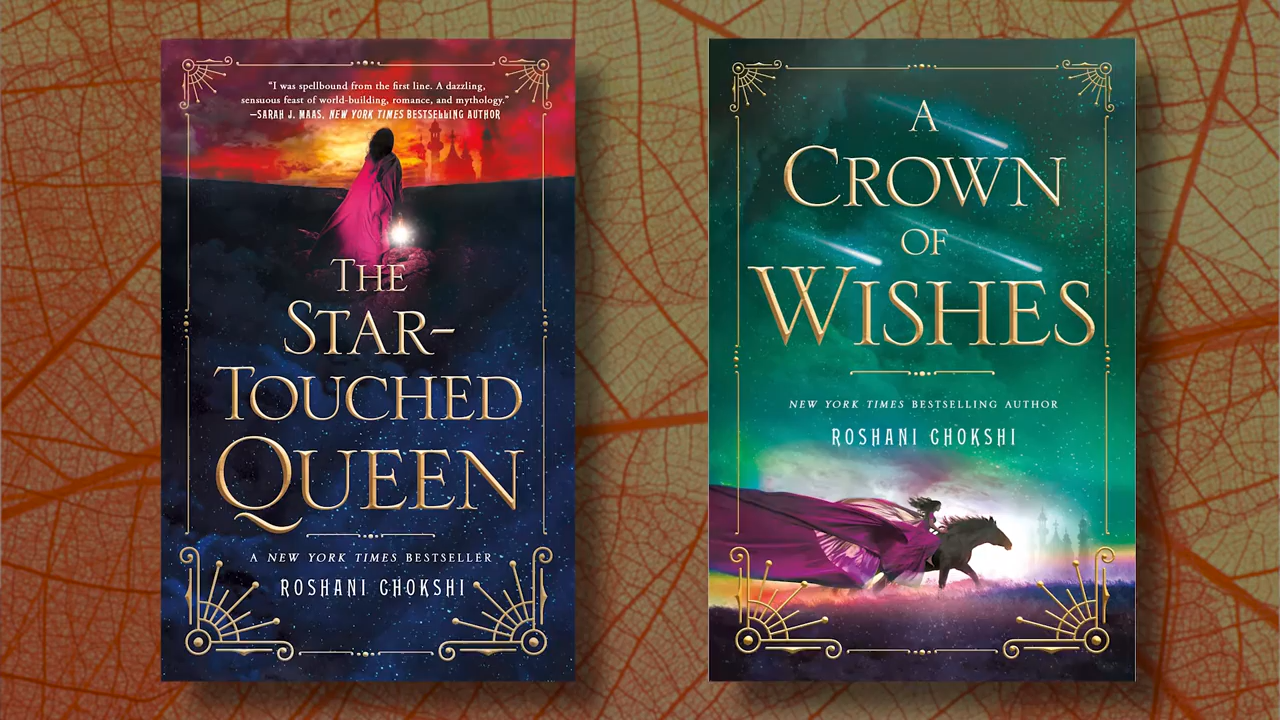 “I was spellbound from the first line. A dazzling,
sensuous feast of world-building, romance, and mythology.”
—SARAH J. MAAS, NEW YORK TIMES BESTSELLING AUTHOR
THE
STAR-
TOUCHED
QUEEN
A NEW YORK TIMES BESTSELLER
ROSHANI CHOKSHI
A
CROWN
OF
WISHES
NEW YORK TIMES BESTSELLING AUTHOR
ROSHANI CHOKSHI